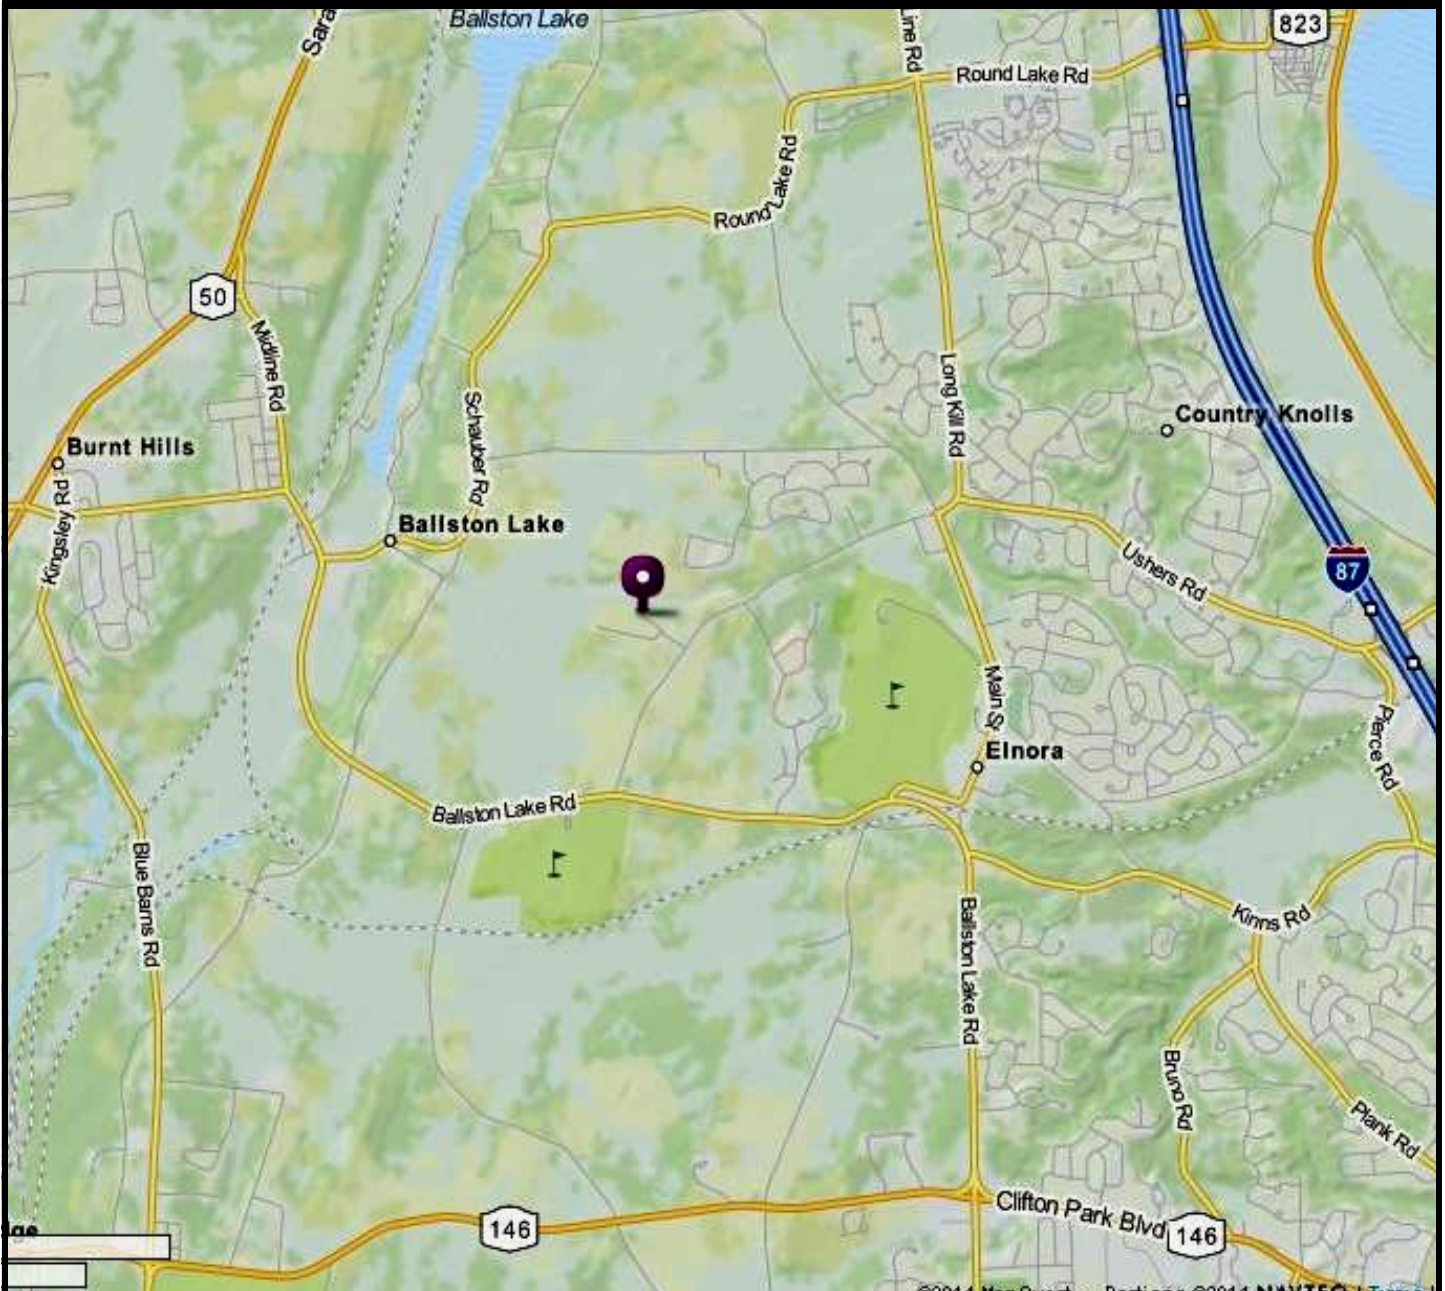 Ballston Lake
Sara
Line Rd
823
Round Lake Rd
Round Lake Rd
50
Midline Rd
Long Kill Rd
Schauber Rd
Country Knolls
Burnt Hills
Kingsley Rd
Ballston Lake
Ushers Rd
87
Main St
Elnora
Pierce Rd
Ballston Lake Rd
Blue Barns Rd
Ballston Lake Rd
Kinns Rd
Bruno Rd
Plank Rd
Clifton Park Blvd
146
146